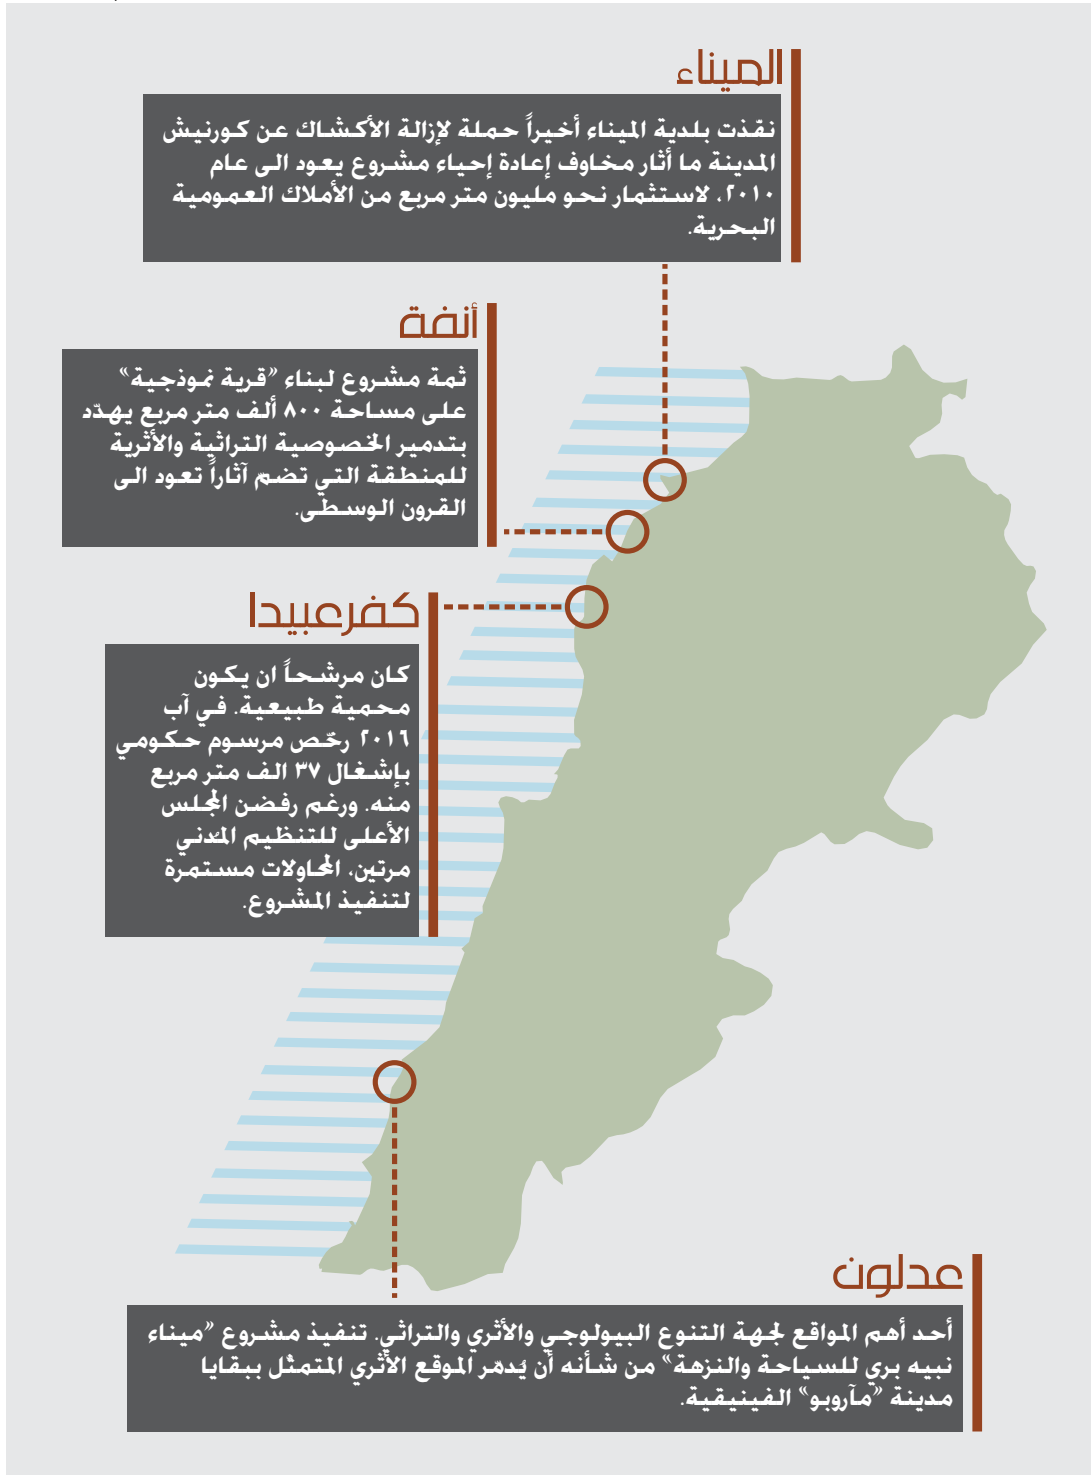 الميناء
نفّذت بلدية الميناء أخيراً حملة لإزالة الأكشاك عن كورنيش
المدينة ما أثار مخاوف إعادة إحياء مشروع يعود الى عام
٢٠١٠، لاستثمار نحو مليون متر مربع من الأملاك العمومية
البحرية.
أنفة
ثمة مشروع لبناء «قرية نموذجية»
على مساحة ٨٠٠ ألف متر مربع يهدّد
بتدمير الخصوصية التراثية والأثرية
للمنطقة التي تضم آثاراً تعود الى
القرون الوسطى.
كفرعبيدا
كان مرشحاً ان يكون
محمية طبيعية. في آب
٢٠١٦ رخّص مرسوم حكومي
بإشغال ٣٧ الف متر مربع
منه. ورغم رفضن المجلس
الأعلى للتنظيم المدني
مرتين، المحاولات مستمرة
لتنفيذ المشروع.
عدلون
أحد أهم المواقع لجهة التنوع البيولوجي والأثري والتراثي. تنفيذ مشروع «ميناء
نبيه بري للسياحة والنزهة» من شأنه أن يُدمّر الموقع الأثري المتمثّل ببقايا
مدينة «مآروبو» الفينيقية.